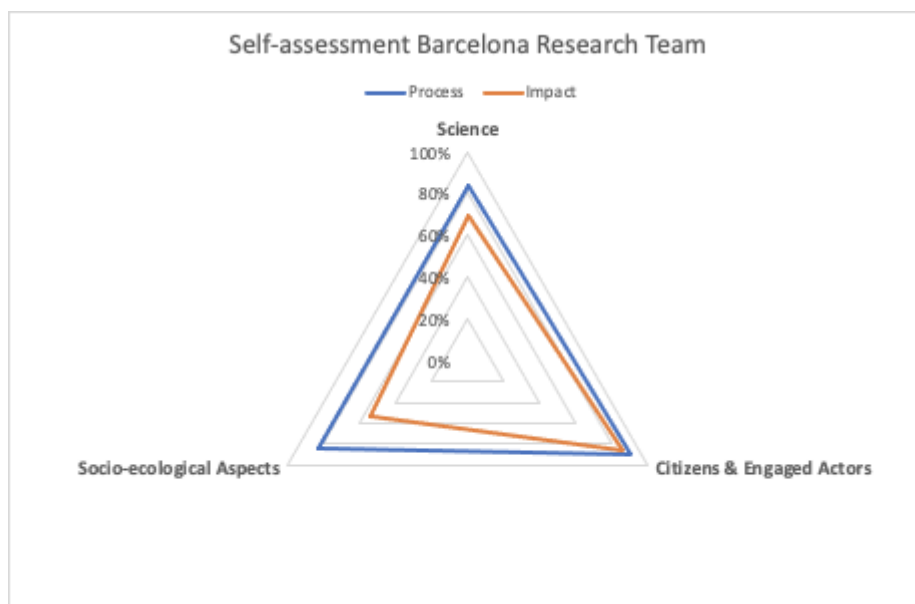 Self-assessment Barcelona Research Team
Process Impact
Science
100%
80%
60%
40%
20%
0%
Socio-ecological Aspects Citizens & Engaged Actors